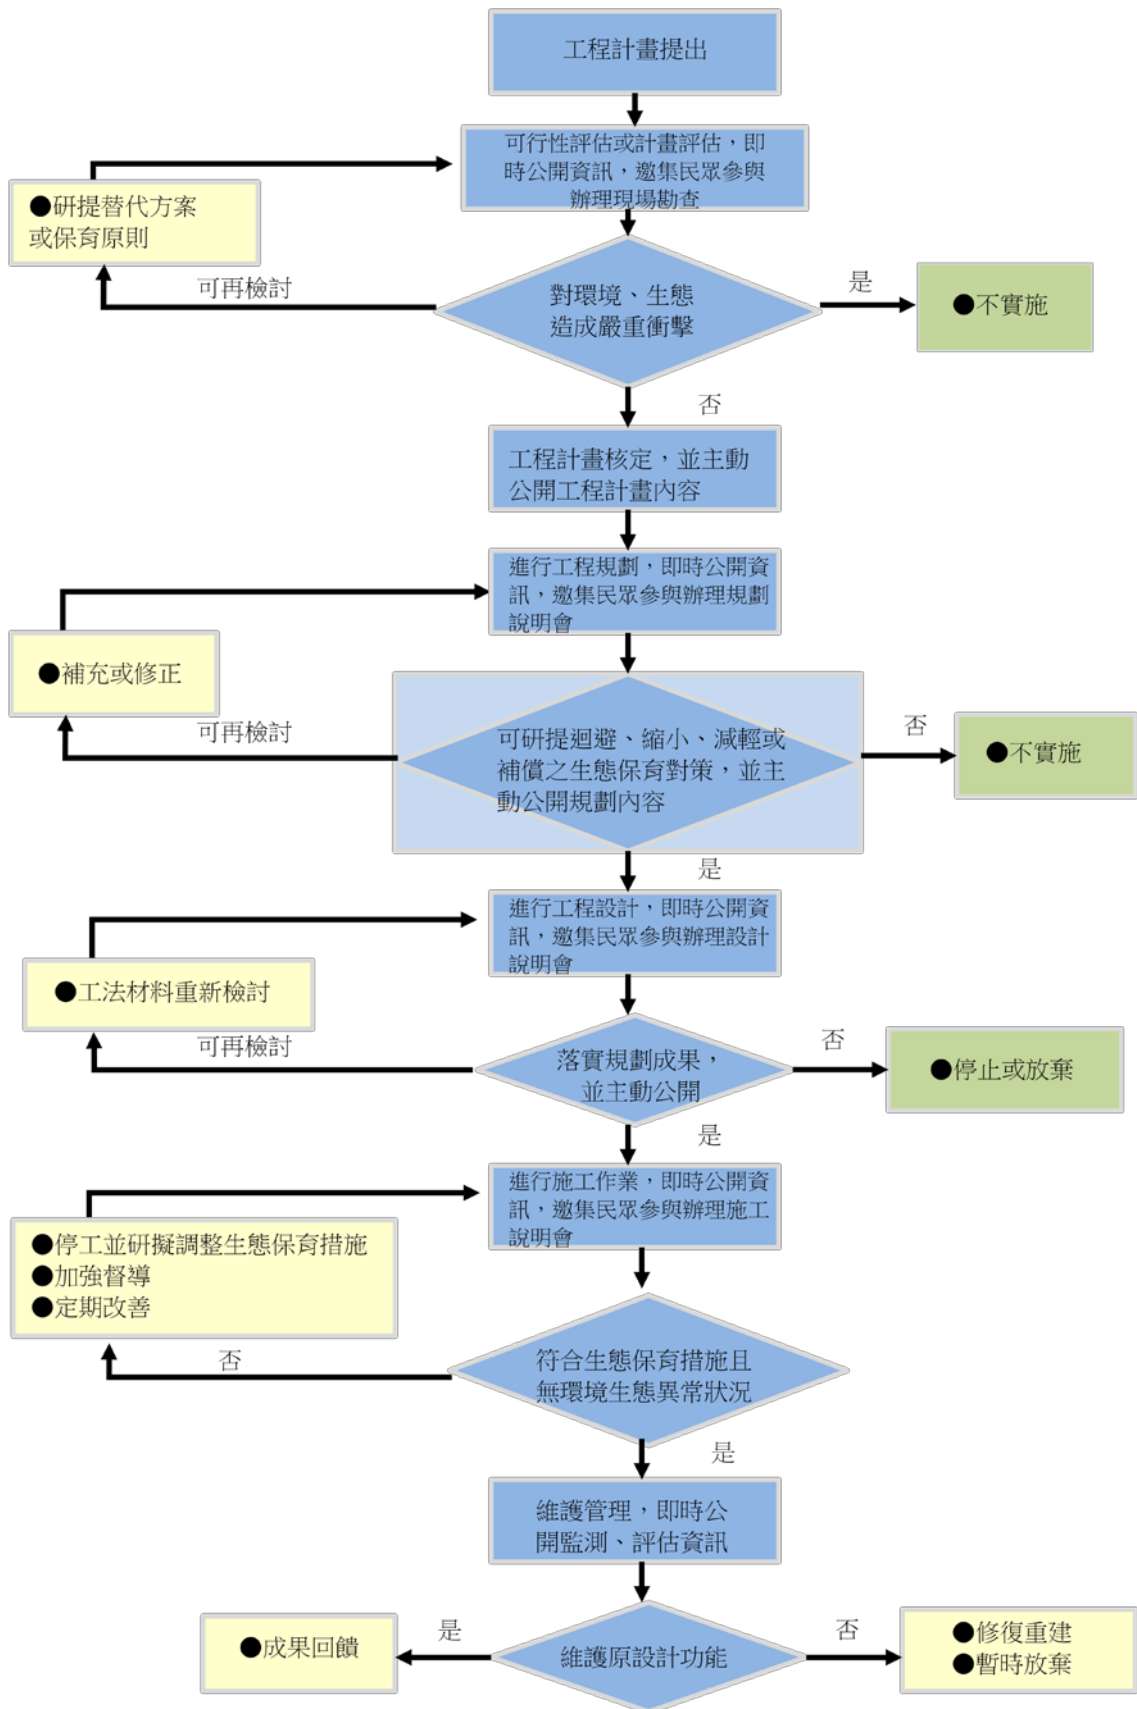 工程計畫提出
可行性評估或計畫評估，即
時公開資訊，邀集民眾參與
辦理現場勘查
●研提替代方案
或保育原則
可再檢討
對環境、生態
造成嚴重衝擊
是
●不實施
否
工程計畫核定，並主動
公開工程計畫內容
進行工程規劃，即時公開資
訊，邀集民眾參與辦理規劃
說明會
●補充或修正
可再檢討
可研提迴避、縮小、減輕或
補償之生態保育對策，並主
動公開規劃內容
否
●不實施
是
進行工程設計，即時公開資
訊，邀集民眾參與辦理設計
說明會
●工法材料重新檢討
可再檢討
落實規劃成果，
並主動公開
否
●停止或放棄
是
進行施工作業，即時公開資
訊，邀集民眾參與辦理施工
說明會
●停工並研擬調整生態保育措施
●加強督導
●定期改善
否
符合生態保育措施且
無環境生態異常狀況
是
維護管理，即時公
開監測、評估資訊
●成果回饋
是
維護原設計功能
否
●修復重建
●暫時放棄